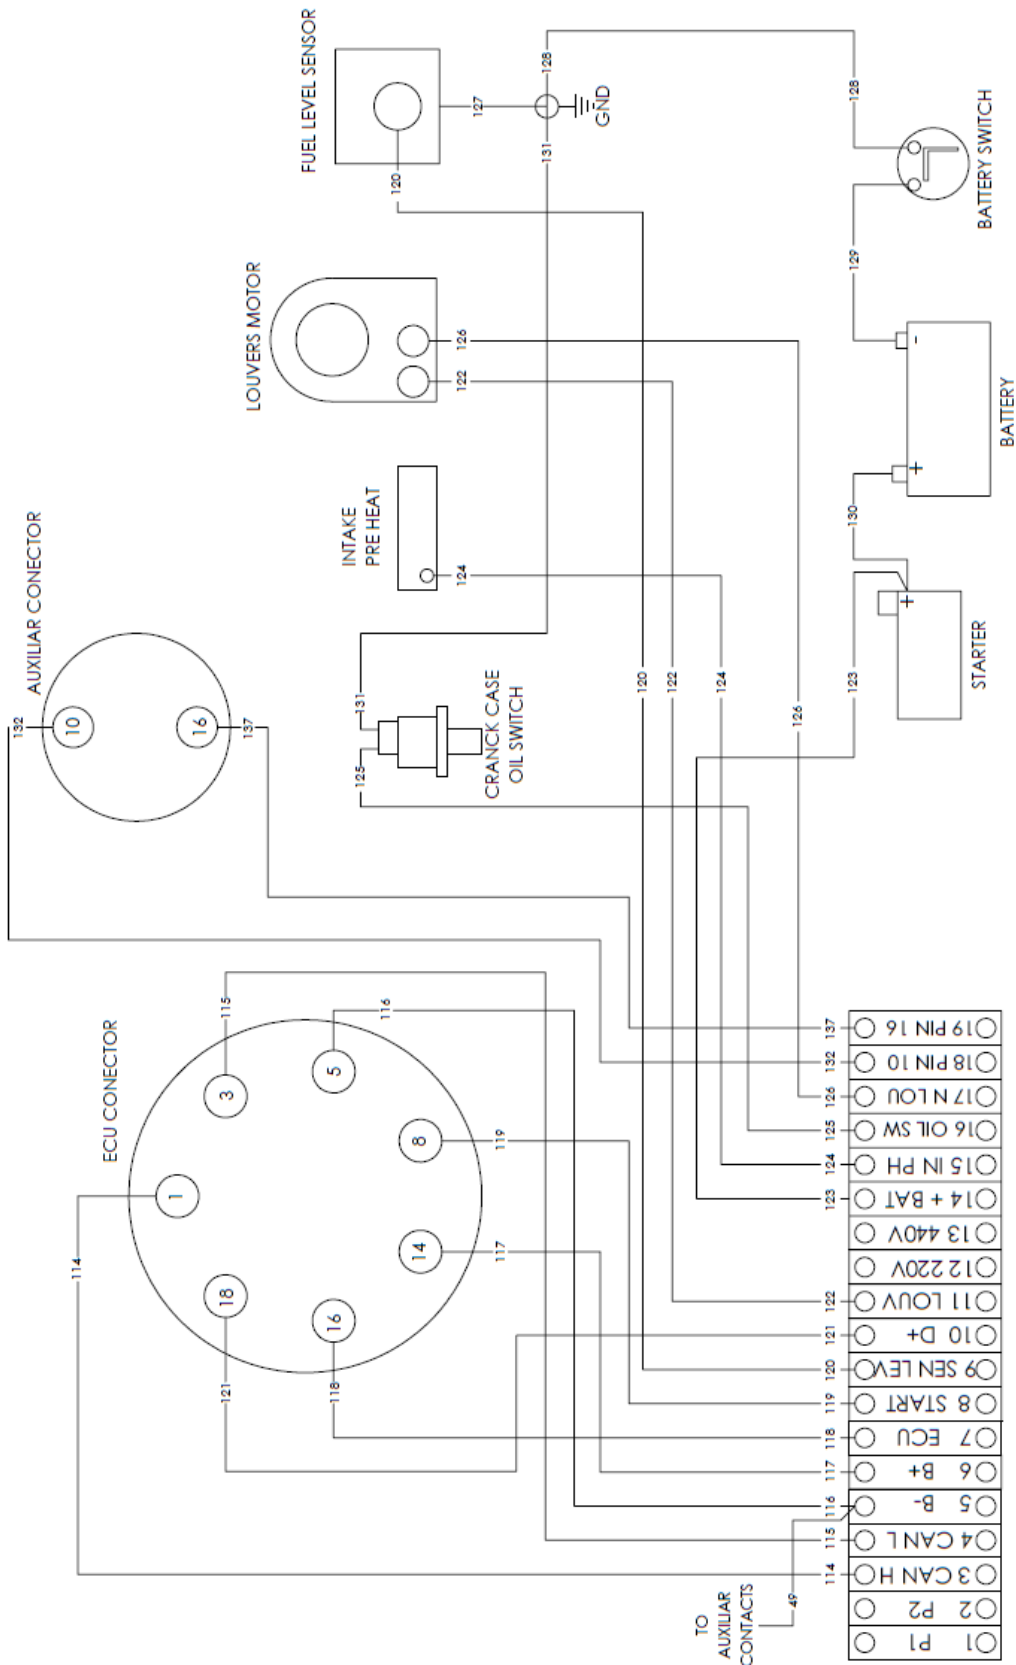 FUEL LEVEL SENSOR
128
127
GND
131
120
128
BATTERY SWITCH
129
LOUVERS MOTOR
126
122
-
+
BATTERY
130
INTAKE
PRE HEAT
124
AUXILIAR CONECTOR
132
10
16
137
131
125
CRANCK CASE
OIL SWITCH
120
122
124
126
123
+
STARTER
ECU CONECTOR
115
116
3
5
1
8
119
114
14
117
18
16
121
118
137
19 PIN 16
132
18 PIN 10
126
17 N LOU
125
16 OIL SW
124
15 IN PH
123
14 + BAT
13 440V
12 220V
122
11 LOUV
121
10 D+
120
9 SEN LEV
119
8 START
118
7 ECU
117
6 B+
116
5 B-
115
4 CAN L
114
3 CAN H
2 P2
1 P1
49
TO
AUXILIAR
CONTACTS